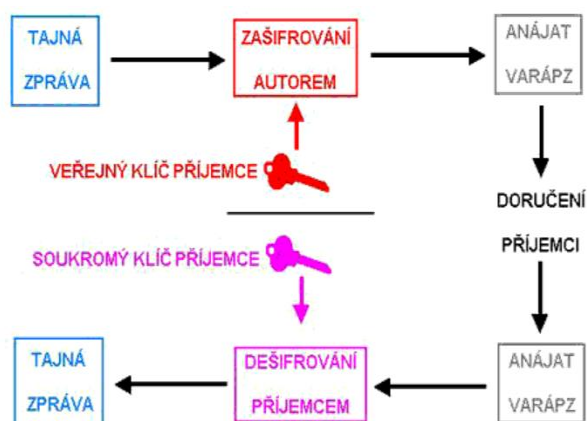 TAJNÁ
ZPRÁVA
ZAŠIFROVÁNÍ
AUTOREM
ANÁJAT
VARÁPZ
VEŘEJNÝ KLÍČ PŘÍJEMCE
DORUČENÍ
PŘÍJEMCI
SOUKROMÝ KLÍČ PŘÍJEMCE
TAJNÁ
ZPRÁVA
DEŠIFROVÁNÍ
PŘÍJEMCEM
ANÁJAT
VARÁPZ